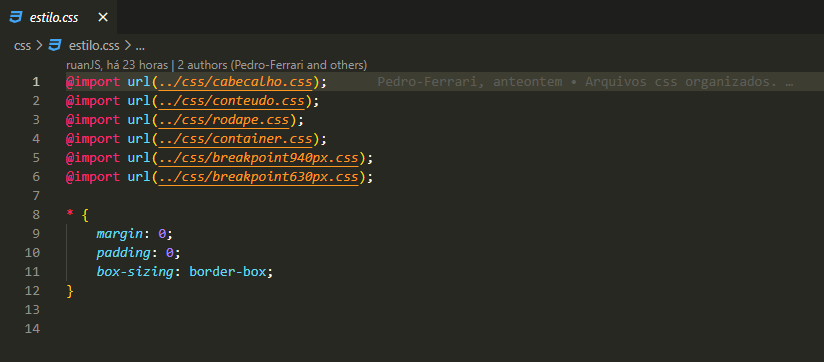 estilo.css ×
css > estilo.css > ...
ruanJS, há 23 horas | 2 authors (Pedro-Ferrari and others)
1 @import url(../css/cabecalho.css); Pedro-Ferrari, anteontem • Arquivos css organizados. …
2 @import url(../css/conteudo.css);
3 @import url(../css/rodape.css);
4 @import url(../css/container.css);
5 @import url(../css/breakpoint940px.css);
6 @import url(../css/breakpoint630px.css);
7
8 * {
9 margin: 0;
10 padding: 0;
11 box-sizing: border-box;
12 }
13
14